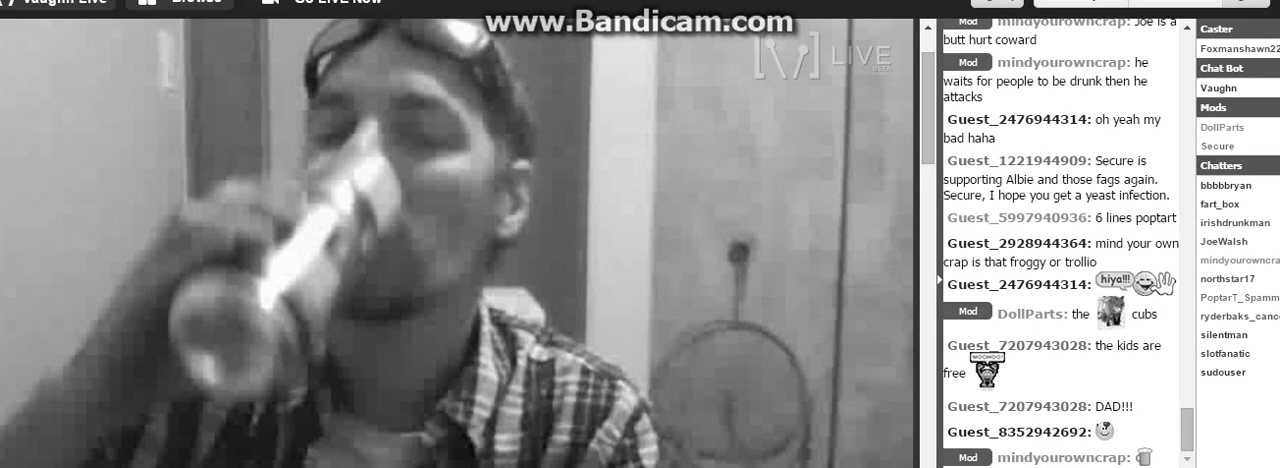 Vaughn Live
Browse
Go LIVE Now
www.Bandicam.com
LIVE
BETA
Mod mindyourowncrap: Joe is a
butt hurt coward
Mod mindyourowncrap: he
waits for people to be drunk then he
attacks
Guest_2476944314: oh yeah my
bad haha
Guest_1221944909: Secure is
supporting Albie and those fags again.
Secure, I hope you get a yeast infection.
Guest_5997940936: 6 lines poptart
Guest_2928944364: mind your own
crap is that froggy or trollio
Guest_2476944314: hiya!!!
Mod DollParts: the cubs
Guest_7207943028: the kids are
free
Guest_7207943028: DAD!!!
Guest_8352942692:
Mod mindyourowncrap:
Caster
Foxmanshawn22
Chat Bot
Vaughn
Mods
DollParts
Secure
Chatters
bbbbbryan
fart_box
irishdrunkman
JoeWalsh
mindyourowncra
northstar17
PoptarT_Spamm
ryderbaks_canc
silentman
slotfanatic
sudouser